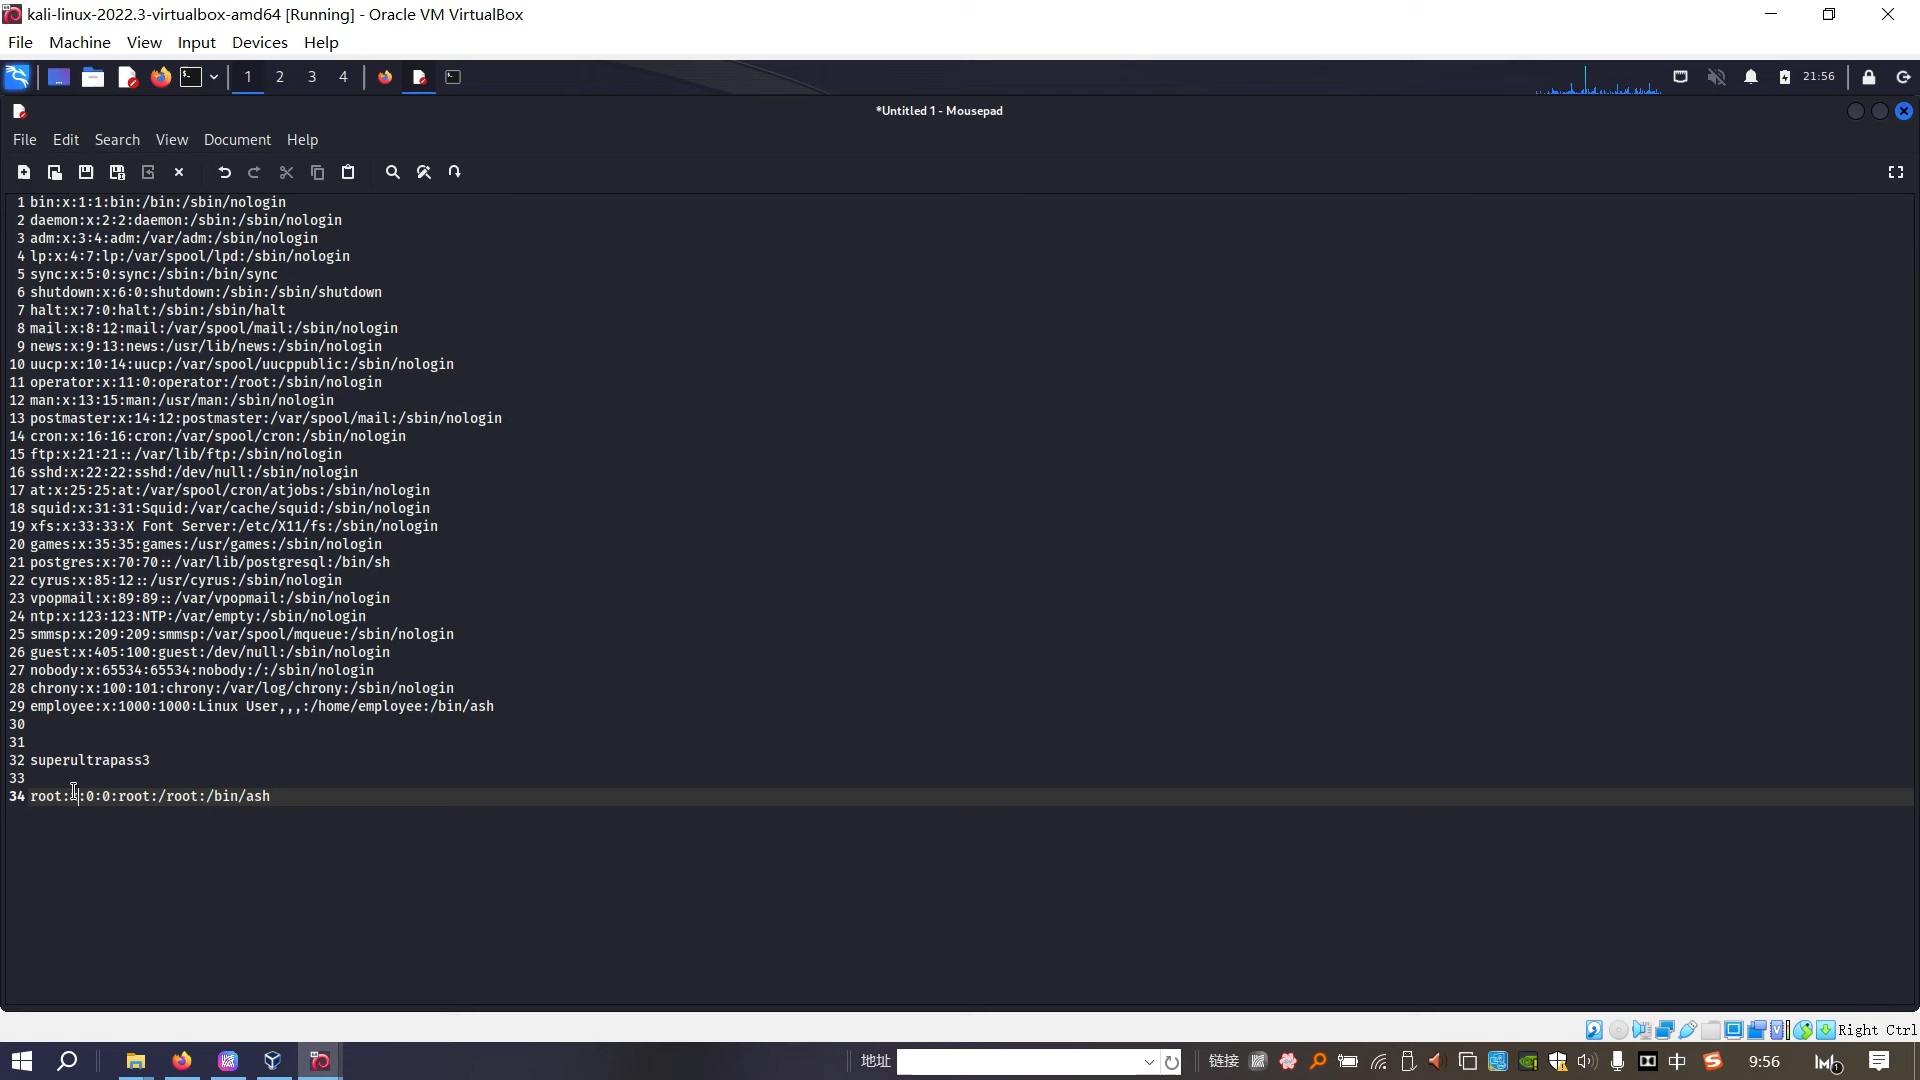 kali-linux-2022.3-virtualbox-amd64 [Running] - Oracle VM VirtualBox
File Machine View Input Devices Help
1 2 3 4 21:56
*Untitled 1 - Mousepad
File Edit Search View Document Help
1 bin:x:1:1:bin:/bin:/sbin/nologin
2 daemon:x:2:2:daemon:/sbin:/sbin/nologin
3 adm:x:3:4:adm:/var/adm:/sbin/nologin
4 lp:x:4:7:lp:/var/spool/lpd:/sbin/nologin
5 sync:x:5:0:sync:/sbin:/bin/sync
6 shutdown:x:6:0:shutdown:/sbin:/sbin/shutdown
7 halt:x:7:0:halt:/sbin:/sbin/halt
8 mail:x:8:12:mail:/var/spool/mail:/sbin/nologin
9 news:x:9:13:news:/usr/lib/news:/sbin/nologin
10 uucp:x:10:14:uucp:/var/spool/uucppublic:/sbin/nologin
11 operator:x:11:0:operator:/root:/sbin/nologin
12 man:x:13:15:man:/usr/man:/sbin/nologin
13 postmaster:x:14:12:postmaster:/var/spool/mail:/sbin/nologin
14 cron:x:16:16:cron:/var/spool/cron:/sbin/nologin
15 ftp:x:21:21::/var/lib/ftp:/sbin/nologin
16 sshd:x:22:22:sshd:/dev/null:/sbin/nologin
17 at:x:25:25:at:/var/spool/cron/atjobs:/sbin/nologin
18 squid:x:31:31:Squid:/var/cache/squid:/sbin/nologin
19 xfs:x:33:33:X Font Server:/etc/X11/fs:/sbin/nologin
20 games:x:35:35:games:/usr/games:/sbin/nologin
21 postgres:x:70:70::/var/lib/postgresql:/bin/sh
22 cyrus:x:85:12::/usr/cyrus:/sbin/nologin
23 vpopmail:x:89:89::/var/vpopmail:/sbin/nologin
24 ntp:x:123:123:NTP:/var/empty:/sbin/nologin
25 smmsp:x:209:209:smmsp:/var/spool/mqueue:/sbin/nologin
26 guest:x:405:100:guest:/dev/null:/sbin/nologin
27 nobody:x:65534:65534:nobody:/:/sbin/nologin
28 chrony:x:100:101:chrony:/var/log/chrony:/sbin/nologin
29 employee:x:1000:1000:Linux User,,,:/home/employee:/bin/ash
30
31
32 superultrapass3
33
34 root: :0:0:root:/root:/bin/ash
Right Ctrl
地址 链接 中 9:56